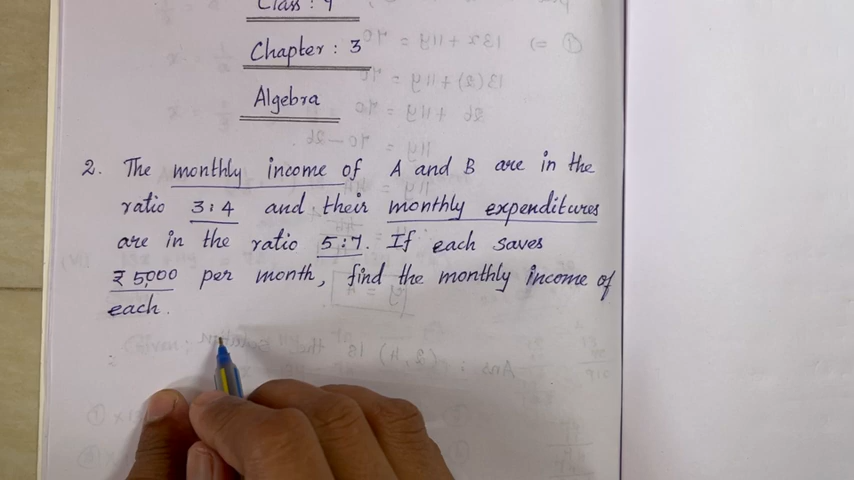 Class : 9
Chapter : 3
Algebra
2. The monthly income of A and B are in the
ratio 3:4 and their monthly expenditures
are in the ratio 5:7. If each saves
₹ 5,000 per month, find the monthly income of
each.